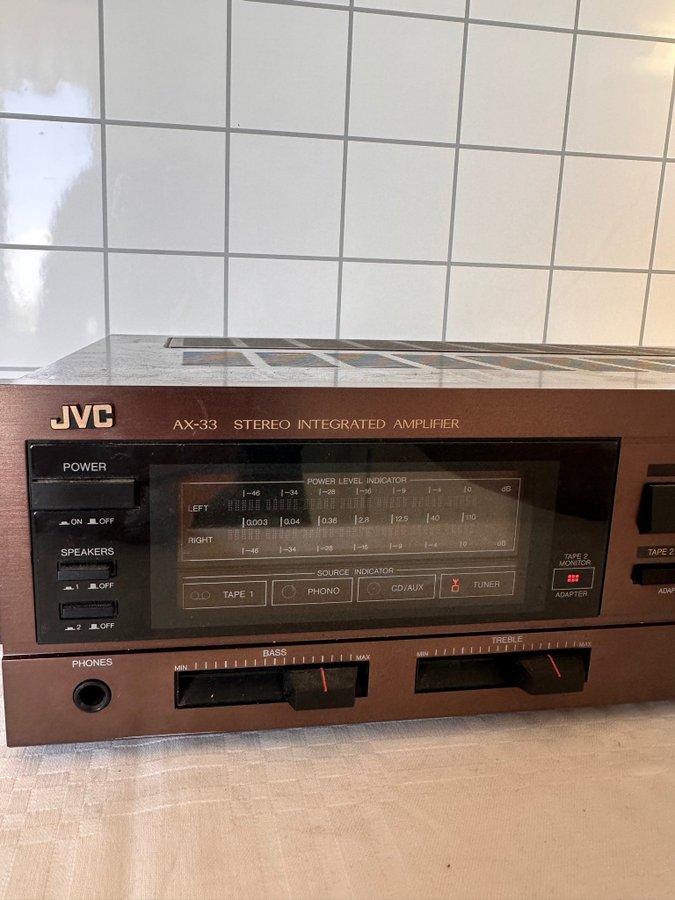 JVC
AX-33 STEREO INTEGRATED AMPLIFIER
POWER
ON OFF
SPEAKERS
1 OFF
2 OFF
POWER LEVEL INDICATOR
-46 -34 -28 -16 -9 -4 0 dB
LEFT
0.003 0.04 0.36 2.8 12.5 40 110
RIGHT
-46 -34 -28 -16 -9 -4 0 dB
SOURCE INDICATOR
TAPE 1 PHONO CD/AUX TUNER
TAPE 2
MONITOR
ADAPTER
TAPE 2
ADAP
PHONES
BASS
MIN MAX
TREBLE
MIN MAX